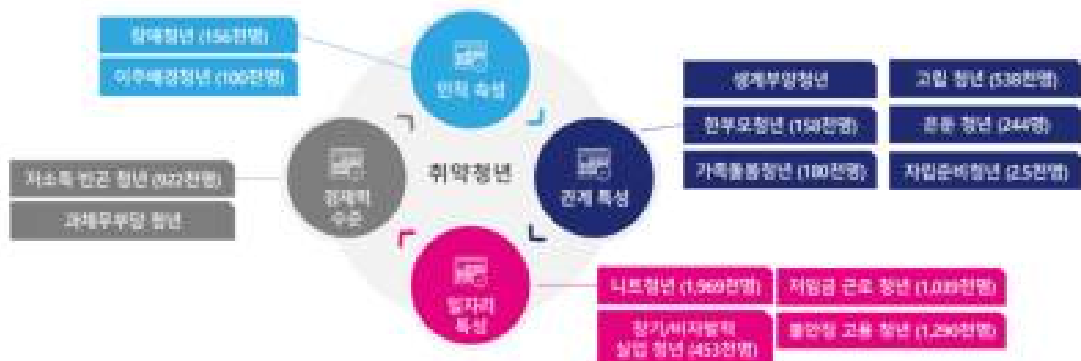 장애청년 (156천명)
이주배경청년 (100천명)
인적 속성
생계부양청년
고립 청년 (538천명)
한부모청년 (158천명)
은둔 청년 (244명)
가족돌봄청년 (180천명)
자립준비청년 (2.5천명)
관계 특성
취약청년
저소득 빈곤 청년 (922천명)
과채무부담 청년
경제적
수준
일자리
특성
니트청년 (1,969천명)
저임금 근로 청년 (1,039천명)
장기/비자발적
실업 청년 (453천명)
불안정 고용 청년 (1,290천명)